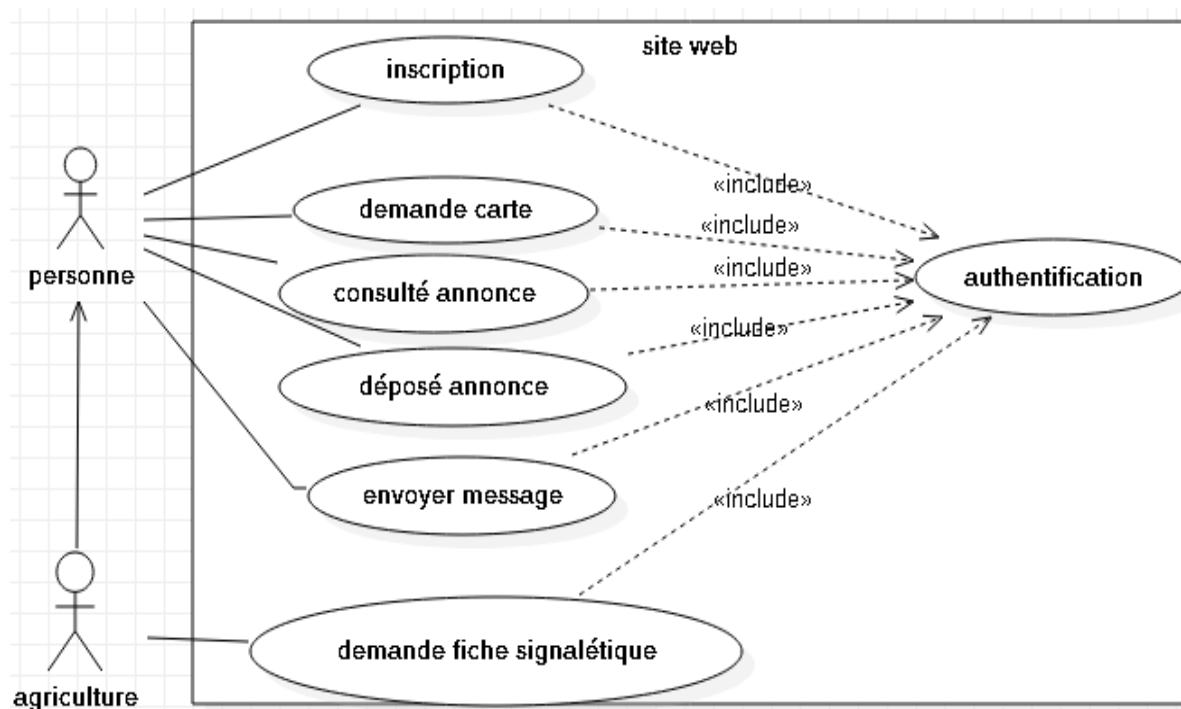 site web
inscription
«include»
demande carte
«include»
personne
consulté annonce
«include»
authentification
déposé annonce
«include»
«include»
envoyer message
«include»
demande fiche signalétique
agriculture